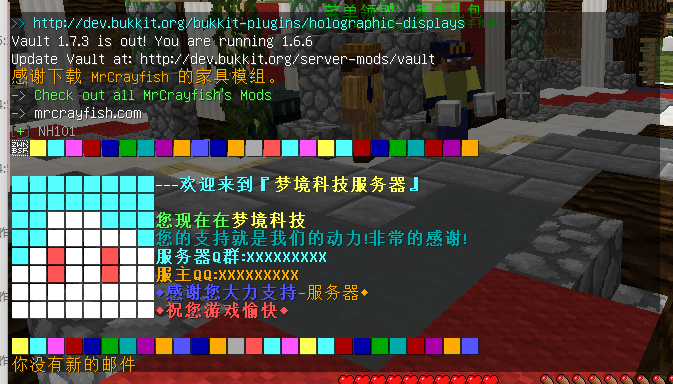 >> http://dev.bukkit.org/bukkit-plugins/holographic-displays
Vault 1.7.3 is out! You are running 1.6.6
Update Vault at: http://dev.bukkit.org/server-mods/vault
感谢下载 MrCrayfish 的家具模组。
-> Check out all MrCrayfish's Mods
-> mrcrayfish.com
[+] NH101
---欢迎来到『梦境科技服务器』
您现在在梦境科技
您的支持就是我们的动力!非常的感谢!
服务器Q群:XXXXXXXXX
服主QQ:XXXXXXXXX
◆感谢您大力支持-服务器◆
◆祝您游戏愉快◆
你没有新的邮件